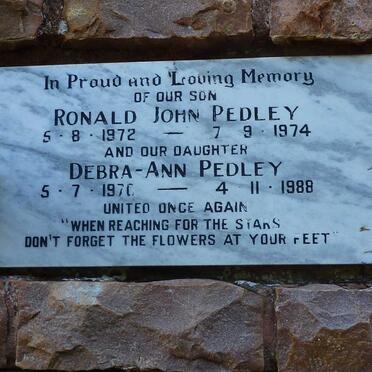 In Proud and Loving Memory
OF OUR SON
RONALD JOHN PEDLEY
5 - 8 - 1972 — 7 - 9 - 1974
AND OUR DAUGHTER
DEBRA-ANN PEDLEY
5 - 7 - — 4 - 11 - 1988
UNITED ONCE AGAIN
"WHEN REACHING FOR THE STARS
DON'T FORGET THE FLOWERS AT YOUR FEET"